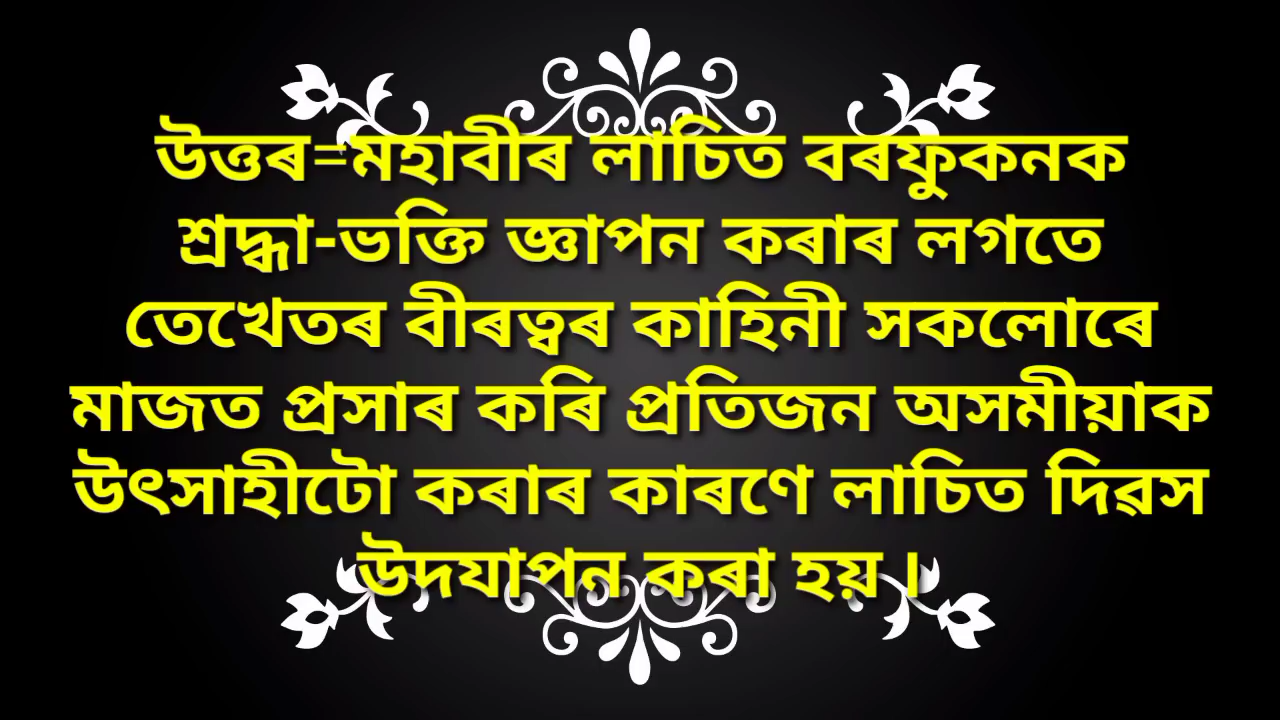 উত্তৰ=মহাবীৰ লাচিত বৰফুকনক
শ্ৰদ্ধা-ভক্তি জ্ঞাপন কৰাৰ লগতে
তেখেতৰ বীৰত্বৰ কাহিনী সকলোৰে
মাজত প্ৰসাৰ কৰি প্ৰতিজন অসমীয়াক
উৎসাহীটো কৰাৰ কাৰণে লাচিত দিৱস
উদযাপন কৰা হয়।